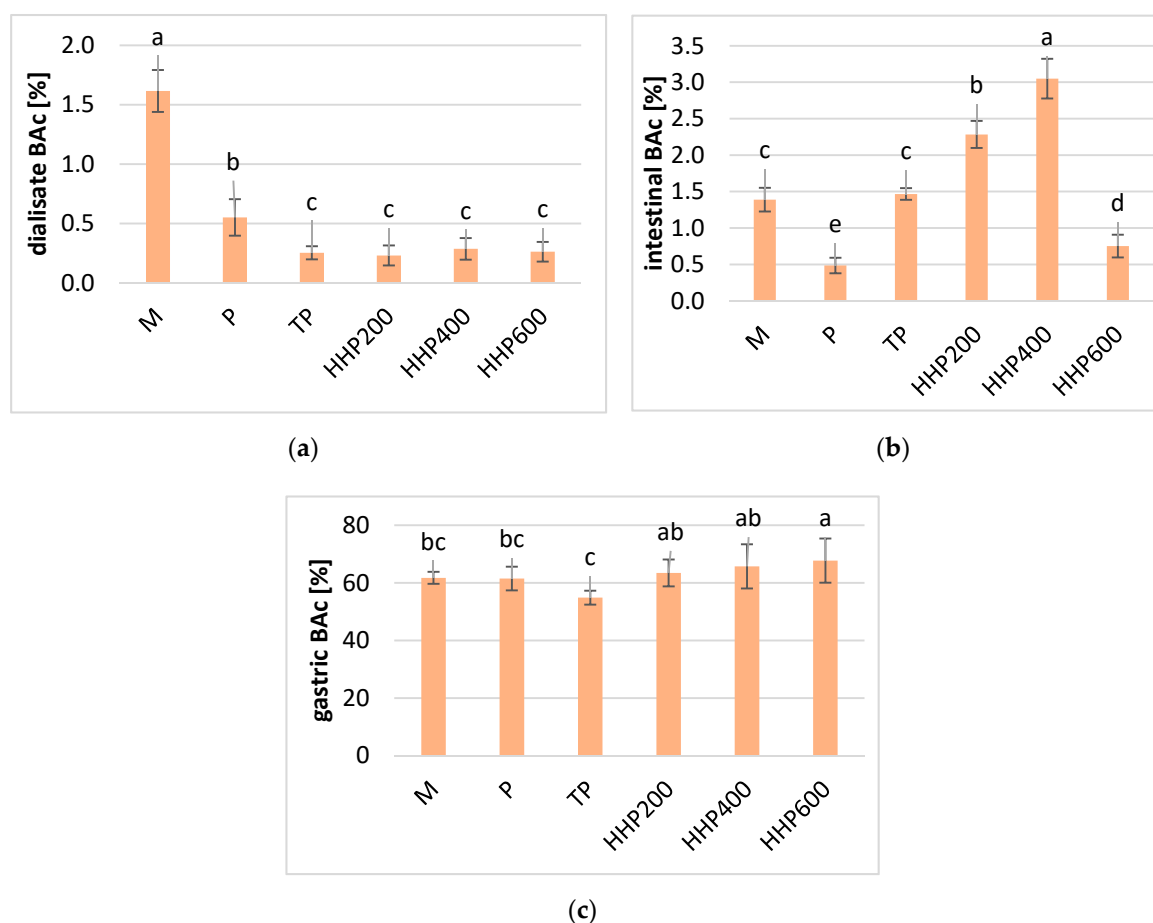 dialisate BAc [%]
2.0
1.5
1.0
0.5
0.0
a
b
c
c
c
c
M
P
TP
HHP200
HHP400
HHP600
(a)
intestinal BAc [%]
3.5
3.0
2.5
2.0
1.5
1.0
0.5
0.0
c
e
c
b
a
d
M
P
TP
HHP200
HHP400
HHP600
(b)
gastric BAc [%]
80
60
40
20
0
bc
bc
c
ab
ab
a
M
P
TP
HHP200
HHP400
HHP600
(c)